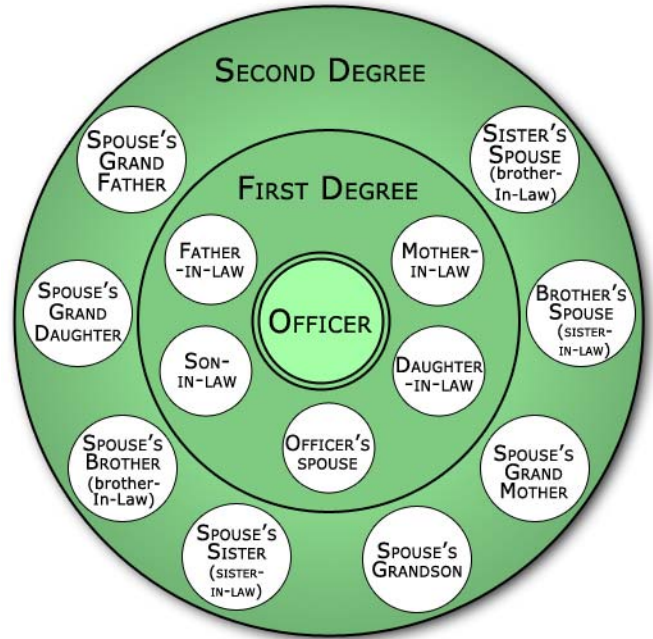 SECOND DEGREE
SPOUSE'S
GRAND
FATHER
SISTER'S
SPOUSE
(brother-
In-Law)
FIRST DEGREE
FATHER
-IN-LAW
MOTHER-
IN-LAW
SPOUSE'S
GRAND
DAUGHTER
OFFICER
BROTHER'S
SPOUSE
(SISTER-
IN-LAW)
SON-
IN-LAW
DAUGHTER
-IN-LAW
SPOUSE'S
BROTHER
(brother-
In-Law)
OFFICER'S
SPOUSE
SPOUSE'S
GRAND
MOTHER
SPOUSE'S
SISTER
(SISTER-
IN-LAW)
SPOUSE'S
GRANDSON